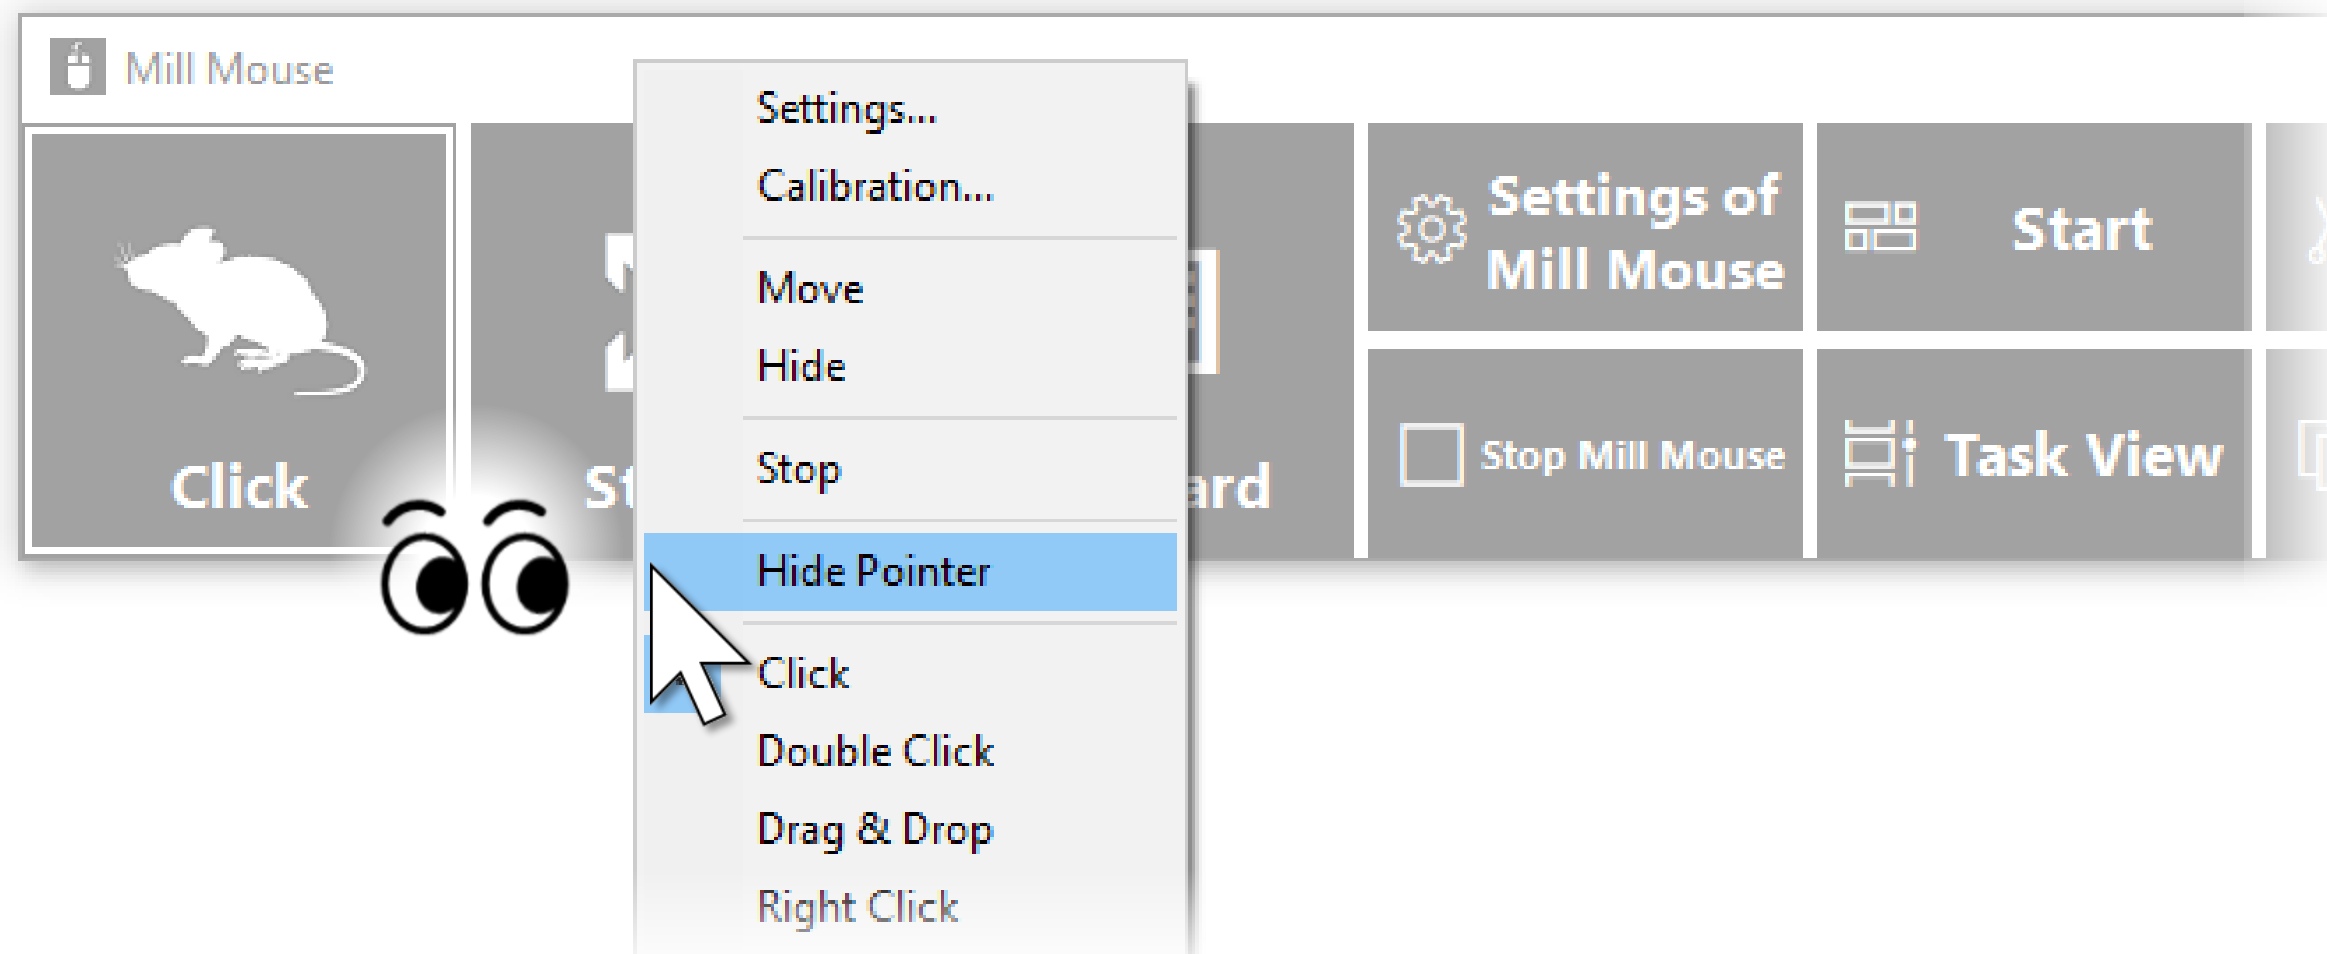 Mill Mouse
Click
Settings...
Calibration...
Move
Hide
Stop
Hide Pointer
Click
Double Click
Drag & Drop
Right Click
Settings of
Mill Mouse
Stop Mill Mouse
Start
Task View